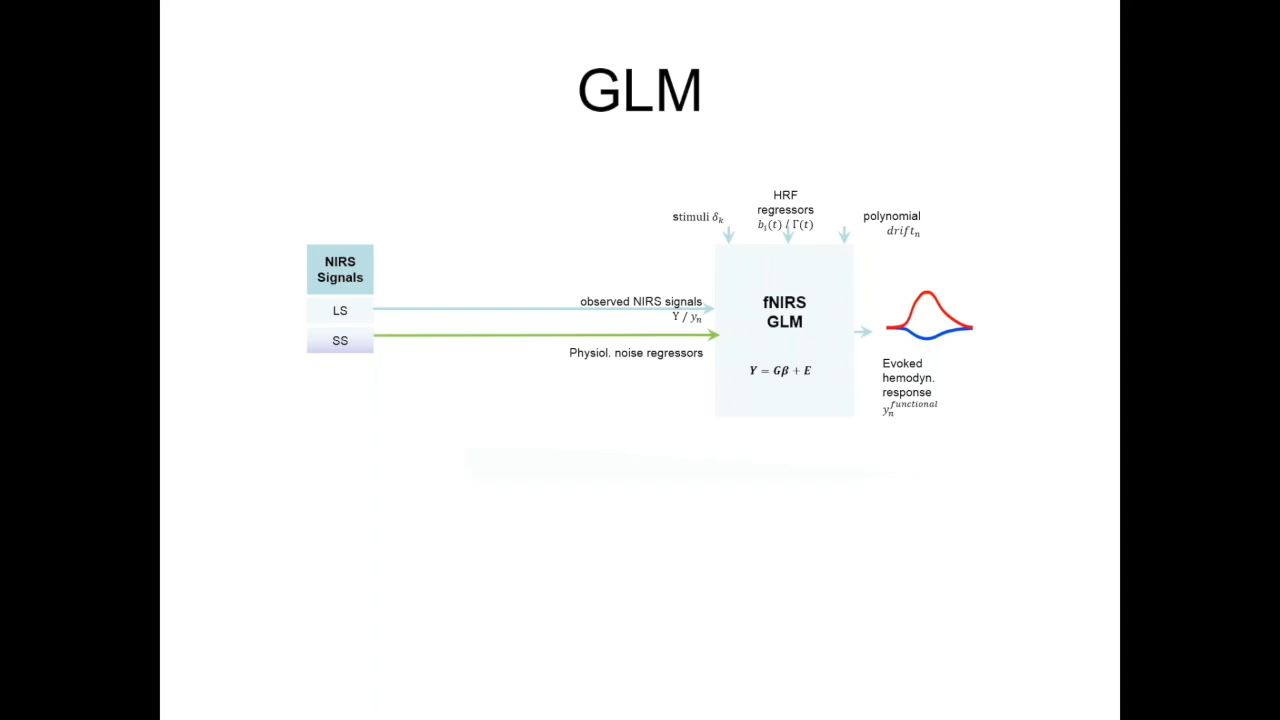 GLM
HRF
regressors
b_i(t) / Γ(t)
stimuli δ_k
polynomial
drift_n
NIRS
Signals
LS
SS
observed NIRS signals
Y / y_n
Physiol. noise regressors
fNIRS
GLM
Y = Gβ + E
Evoked
hemodyn.
response
y_n^functional